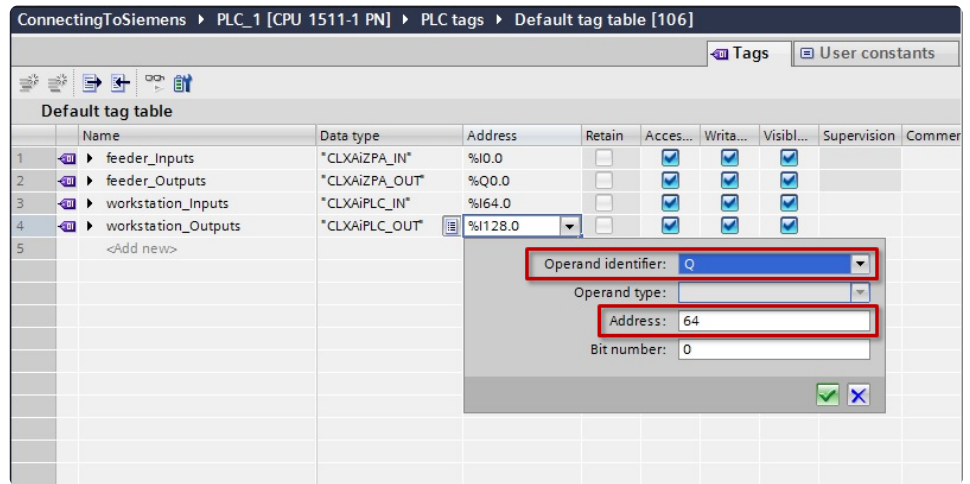 ConnectingToSiemens ▸ PLC_1 [CPU 1511-1 PN] ▸ PLC tags ▸ Default tag table [106]
Tags User constants
Default tag table
Name Data type Address Retain Acces... Writa... Visibl... Supervision Commer
1 feeder_Inputs "CLXAiZPA_IN" %I0.0
2 feeder_Outputs "CLXAiZPA_OUT" %Q0.0
3 workstation_Inputs "CLXAiPLC_IN" %I64.0
4 workstation_Outputs "CLXAiPLC_OUT" %I128.0
5 <Add new>
Operand identifier: Q
Operand type:
Address: 64
Bit number: 0